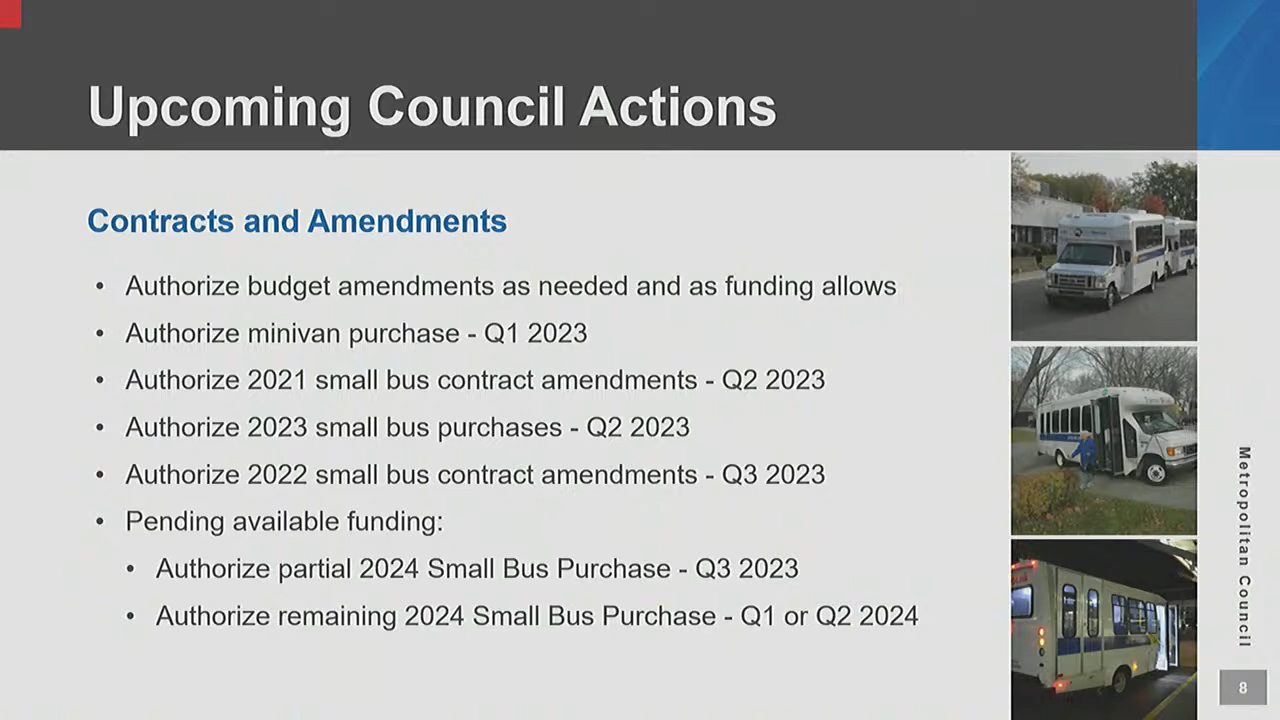 Upcoming Council Actions
Contracts and Amendments
• Authorize budget amendments as needed and as funding allows
• Authorize minivan purchase - Q1 2023
• Authorize 2021 small bus contract amendments - Q2 2023
• Authorize 2023 small bus purchases - Q2 2023
• Authorize 2022 small bus contract amendments - Q3 2023
• Pending available funding:
• Authorize partial 2024 Small Bus Purchase - Q3 2023
• Authorize remaining 2024 Small Bus Purchase - Q1 or Q2 2024
Metropolitan Council
8